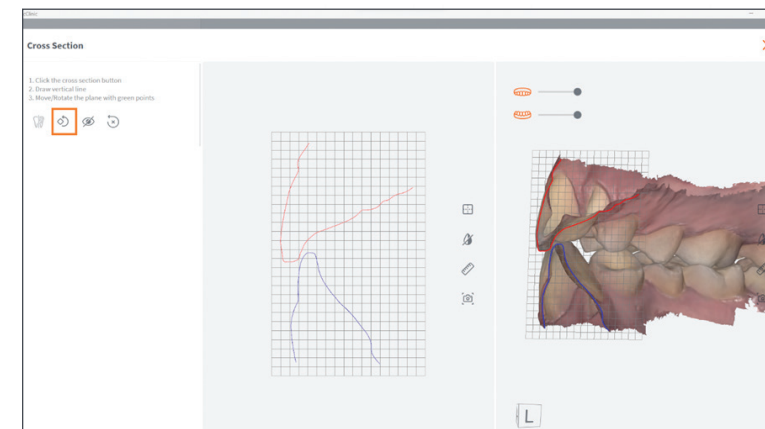 Cross Section
1. Click the cross section button
2. Draw vertical line
3. Move/Rotate the plane with green points
L